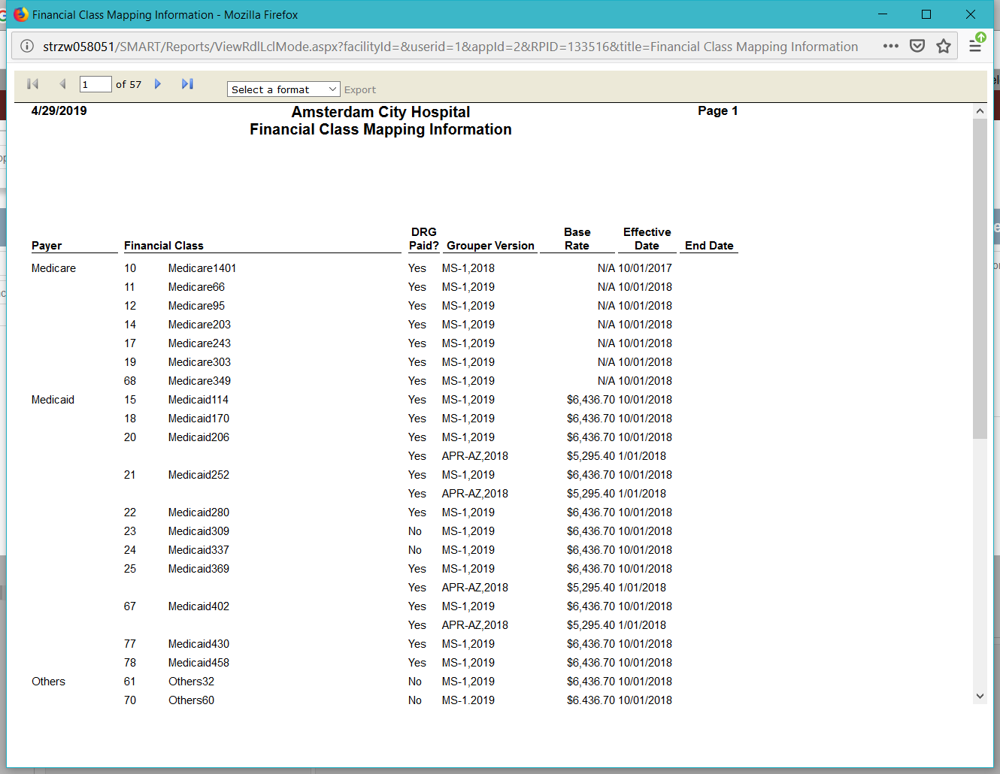 Financial Class Mapping Information - Mozilla Firefox
strzw058051/SMART/Reports/ViewRdlLclMode.aspx?facilityId=&userid=1&appId=2&RPID=133516&title=Financial Class Mapping Information
1 of 57 Select a format Export
4/29/2019 Amsterdam City Hospital Page 1
Financial Class Mapping Information
DRG Base Effective
Payer Financial Class Paid? Grouper Version Rate Date End Date
Medicare 10 Medicare1401 Yes MS-1,2018 N/A 10/01/2017
11 Medicare66 Yes MS-1,2019 N/A 10/01/2018
12 Medicare95 Yes MS-1,2019 N/A 10/01/2018
14 Medicare203 Yes MS-1,2019 N/A 10/01/2018
17 Medicare243 Yes MS-1,2019 N/A 10/01/2018
19 Medicare303 Yes MS-1,2019 N/A 10/01/2018
68 Medicare349 Yes MS-1,2019 N/A 10/01/2018
Medicaid 15 Medicaid114 Yes MS-1,2019 $6,436.70 10/01/2018
18 Medicaid170 Yes MS-1,2019 $6,436.70 10/01/2018
20 Medicaid206 Yes MS-1,2019 $6,436.70 10/01/2018
Yes APR-AZ,2018 $5,295.40 1/01/2018
21 Medicaid252 Yes MS-1,2019 $6,436.70 10/01/2018
Yes APR-AZ,2018 $5,295.40 1/01/2018
22 Medicaid280 Yes MS-1,2019 $6,436.70 10/01/2018
23 Medicaid309 No MS-1,2019 $6,436.70 10/01/2018
24 Medicaid337 No MS-1,2019 $6,436.70 10/01/2018
25 Medicaid369 Yes MS-1,2019 $6,436.70 10/01/2018
Yes APR-AZ,2018 $5,295.40 1/01/2018
67 Medicaid402 Yes MS-1,2019 $6,436.70 10/01/2018
Yes APR-AZ,2018 $5,295.40 1/01/2018
77 Medicaid430 Yes MS-1,2019 $6,436.70 10/01/2018
78 Medicaid458 Yes MS-1,2019 $6,436.70 10/01/2018
Others 61 Others32 No MS-1,2019 $6,436.70 10/01/2018
70 Others60 No MS-1.2019 $6.436.70 10/01/2018